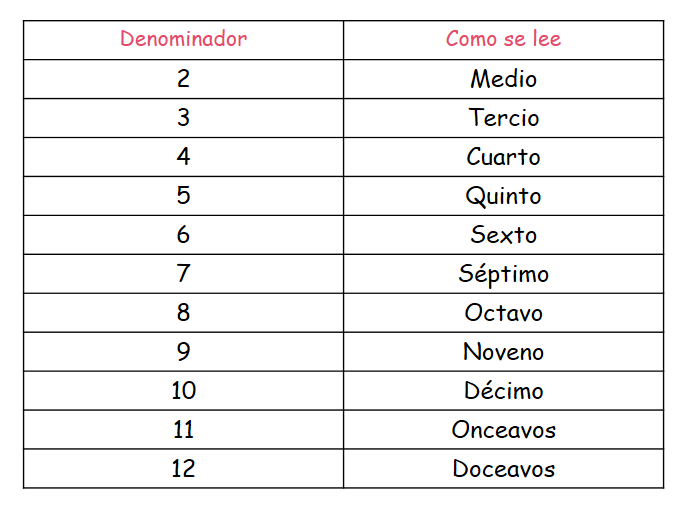 Denominador Como se lee
2 Medio
3 Tercio
4 Cuarto
5 Quinto
6 Sexto
7 Séptimo
8 Octavo
9 Noveno
10 Décimo
11 Onceavos
12 Doceavos